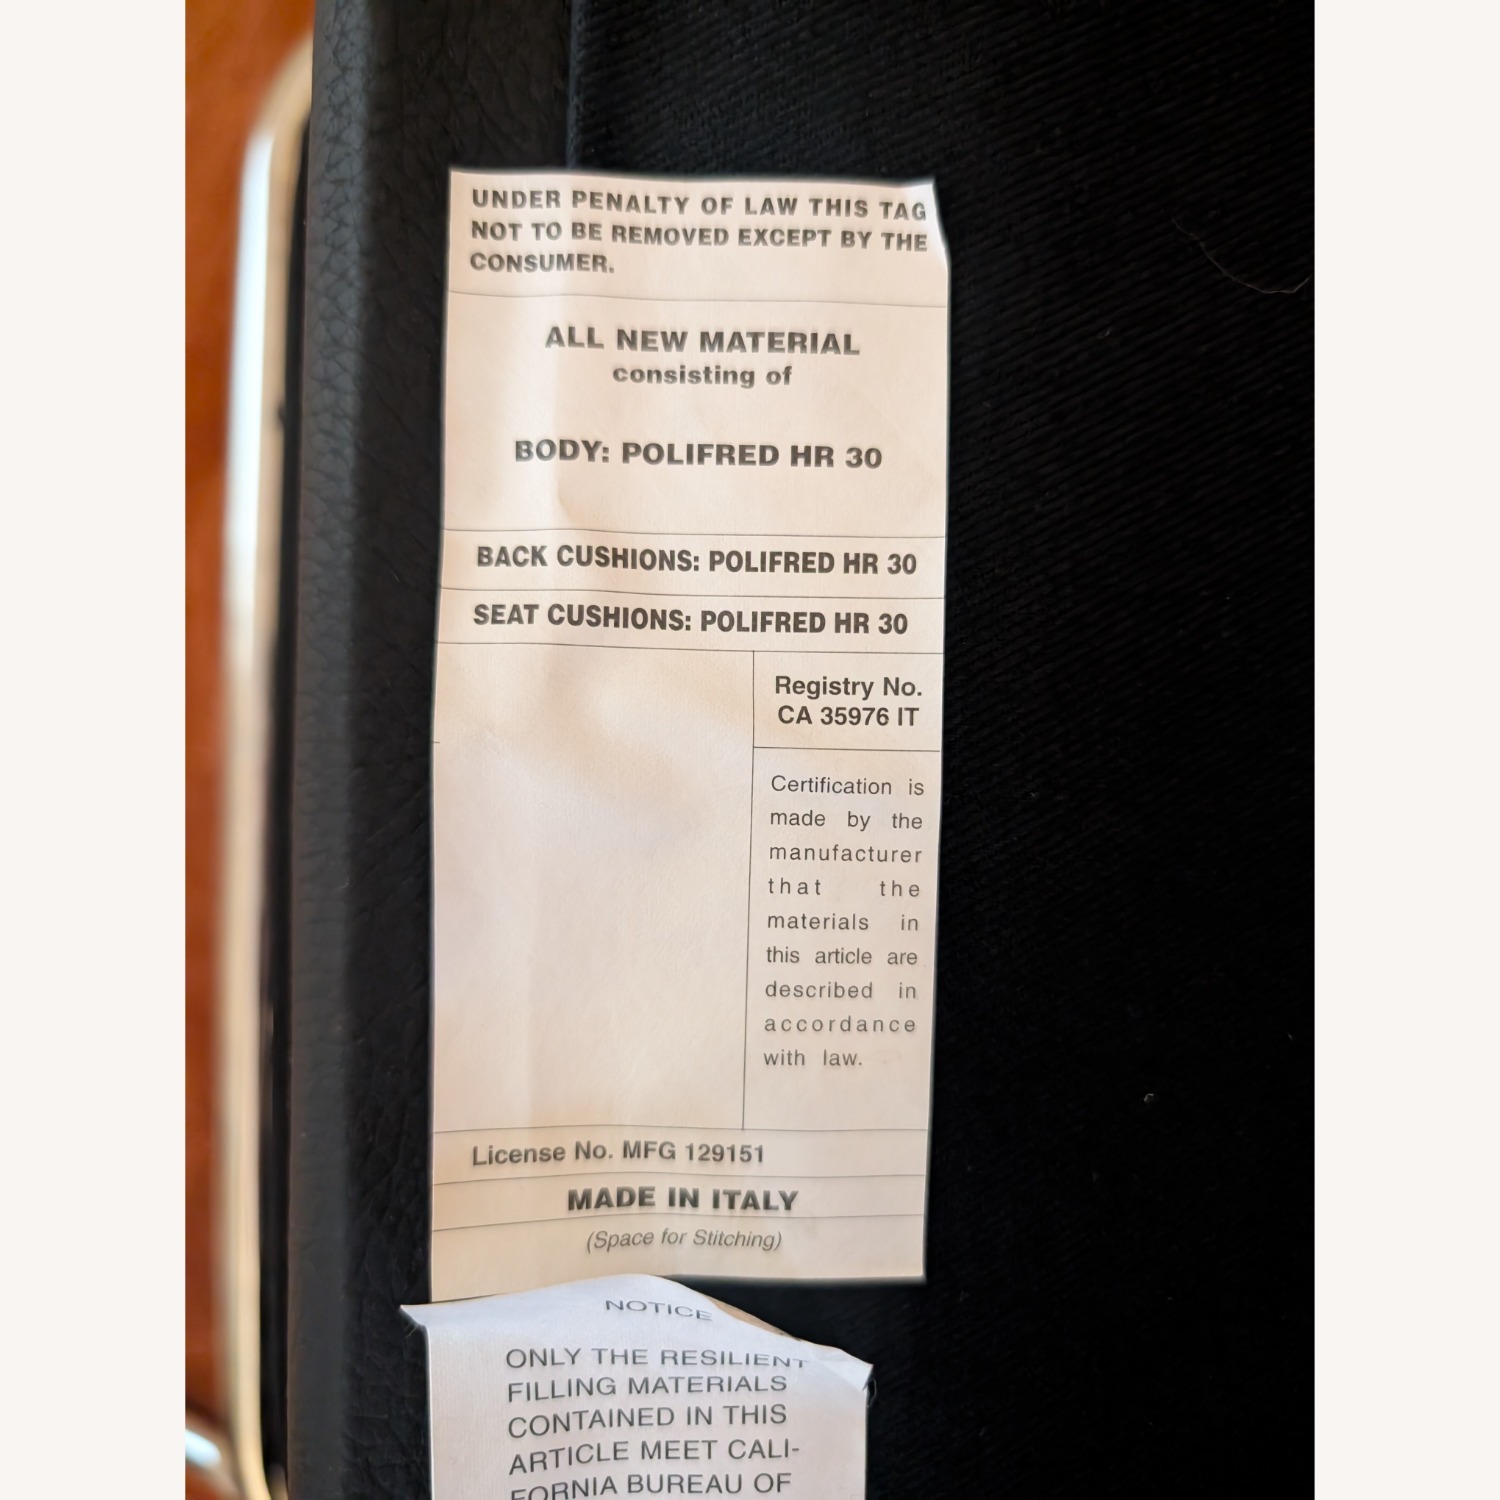 UNDER PENALTY OF LAW THIS TAG
NOT TO BE REMOVED EXCEPT BY THE
CONSUMER.
ALL NEW MATERIAL
consisting of
BODY: POLIFRED HR 30
BACK CUSHIONS: POLIFRED HR 30
SEAT CUSHIONS: POLIFRED HR 30
Registry No.
CA 35976 IT
Certification is
made by the
manufacturer
that the
materials in
this article are
described in
accordance
with law.
License No. MFG 129151
MADE IN ITALY
(Space for Stitching)
NOTICE
ONLY THE RESILIENT
FILLING MATERIALS
CONTAINED IN THIS
ARTICLE MEET CALI-
FORNIA BUREAU OF